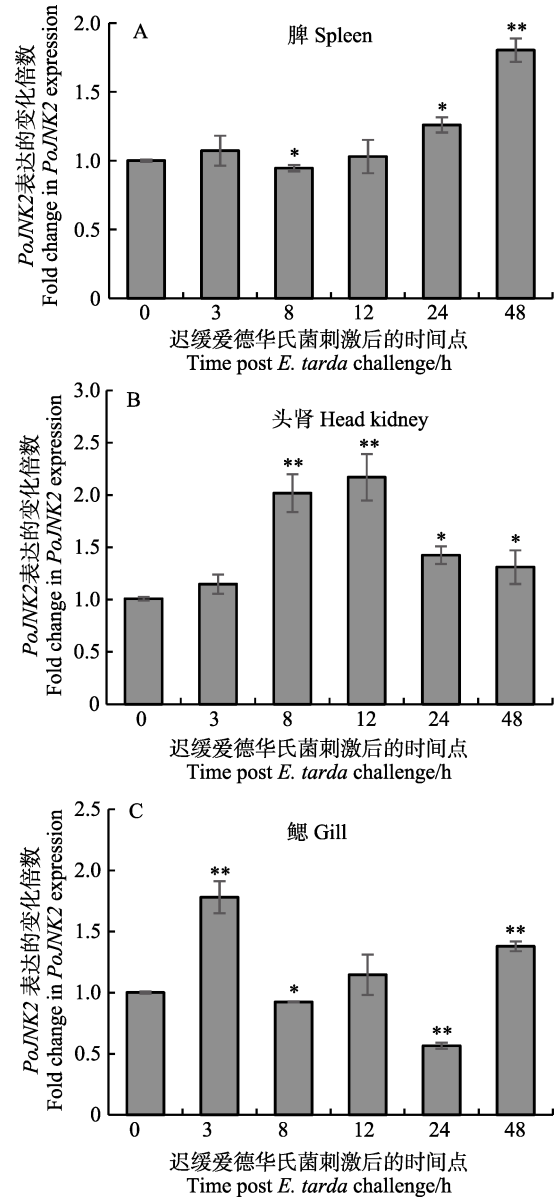 A
脾 Spleen
PoJNK2表达的变化倍数
Fold change in PoJNK2 expression
2.0
1.5
1.0
0.5
0
*
*
**
0 3 8 12 24 48
迟缓爱德华氏菌刺激后的时间点
Time post E. tarda challenge/h
B
头肾 Head kidney
PoJNK2表达的变化倍数
Fold change in PoJNK2 expression
3.0
2.5
2.0
1.5
1.0
0.5
0
**
**
*
*
0 3 8 12 24 48
迟缓爱德华氏菌刺激后的时间点
Time post E. tarda challenge/h
C
鳃 Gill
PoJNK2 表达的变化倍数
Fold change in PoJNK2 expression
2.5
2.0
1.5
1.0
0.5
0
**
*
**
**
0 3 8 12 24 48
迟缓爱德华氏菌刺激后的时间点
Time post E. tarda challenge/h